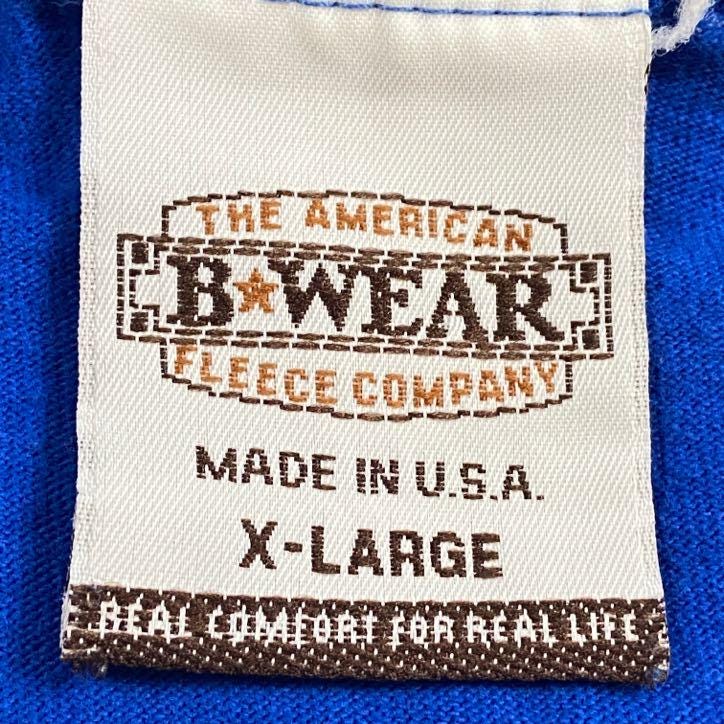 THE AMERICAN
B★WEAR
FLEECE COMPANY
MADE IN U.S.A.
X-LARGE
REAL COMFORT FOR REAL LIFE